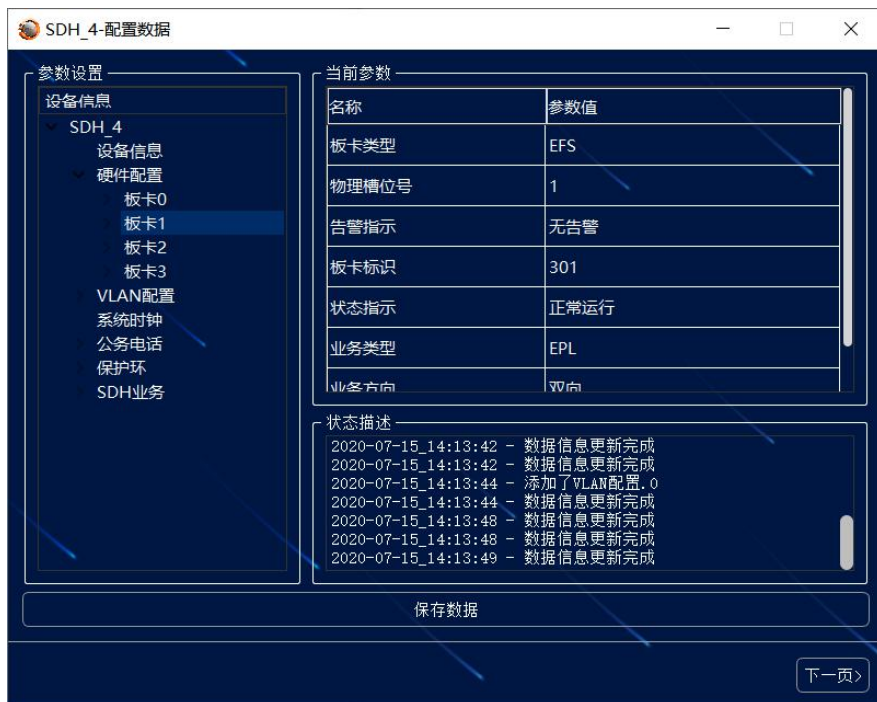 SDH_4-配置数据
参数设置
设备信息
SDH_4
设备信息
硬件配置
板卡0
板卡1
板卡2
板卡3
VLAN配置
系统时钟
公务电话
保护环
SDH业务
当前参数
名称 参数值
板卡类型 EFS
物理槽位号 1
告警指示 无告警
板卡标识 301
状态指示 正常运行
业务类型 EPL
业务方向 双向
状态描述
2020-07-15_14:13:42 - 数据信息更新完成
2020-07-15_14:13:42 - 数据信息更新完成
2020-07-15_14:13:44 - 添加了VLAN配置.0
2020-07-15_14:13:44 - 数据信息更新完成
2020-07-15_14:13:48 - 数据信息更新完成
2020-07-15_14:13:48 - 数据信息更新完成
2020-07-15_14:13:49 - 数据信息更新完成
保存数据
下一页>